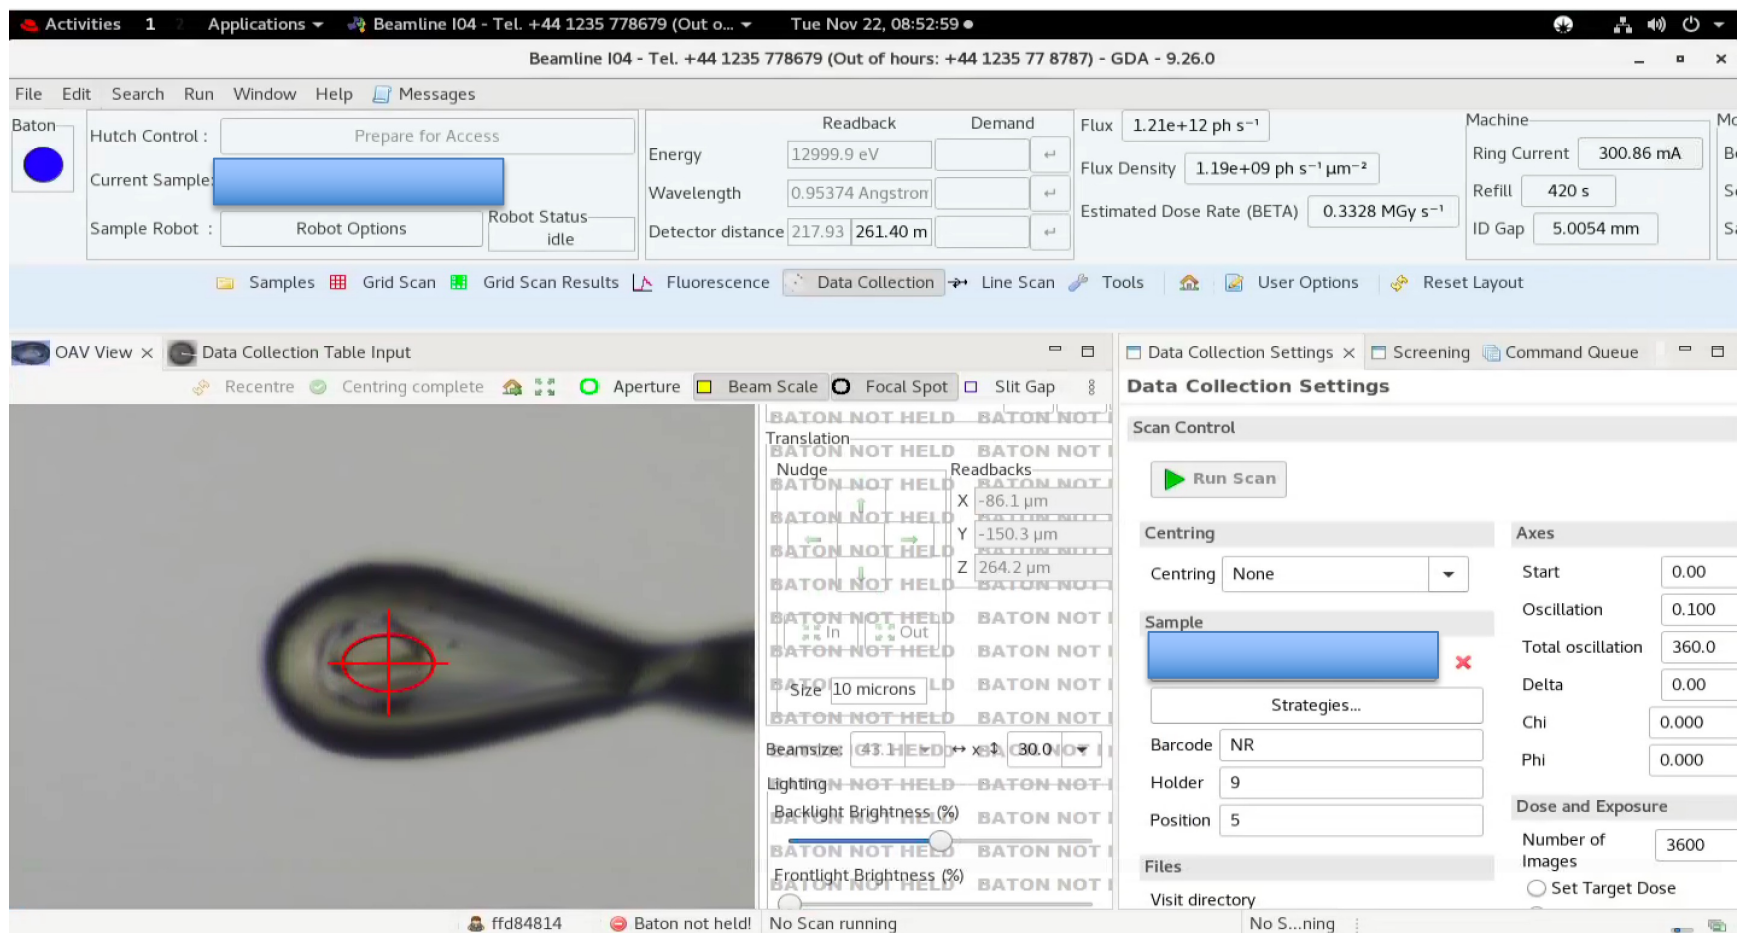 Activities 1 2 Applications Beamline I04 - Tel. +44 1235 778679 (Out o... Tue Nov 22, 08:52:59
Beamline I04 - Tel. +44 1235 778679 (Out of hours: +44 1235 77 8787) - GDA - 9.26.0
File Edit Search Run Window Help Messages
Baton
Hutch Control : Prepare for Access
Current Sample:
Sample Robot : Robot Options
Robot Status
idle
Readback Demand
Energy 12999.9 eV
Wavelength 0.95374 Angstron
Detector distance 217.93 261.40 m
Flux 1.21e+12 ph s⁻¹
Flux Density 1.19e+09 ph s⁻¹ μm⁻²
Estimated Dose Rate (BETA) 0.3328 MGy s⁻¹
Machine
Ring Current 300.86 mA
Refill 420 s
ID Gap 5.0054 mm
Samples Grid Scan Grid Scan Results Fluorescence Data Collection Line Scan Tools User Options Reset Layout
OAV View Data Collection Table Input
Recentre Centring complete Aperture Beam Scale Focal Spot Slit Gap
BATON NOT HELD
Translation
Nudge
Readbacks
X -86.1 μm
Y -150.3 μm
Z 264.2 μm
In Out
Size 10 microns
Beamsize: 43.1 ↔ x ↕ 30.0
Lighting
Backlight Brightness (%)
Frontlight Brightness (%)
Data Collection Settings Screening Command Queue
Data Collection Settings
Scan Control
Run Scan
Centring
Centring None
Sample
Strategies...
Barcode NR
Holder 9
Position 5
Files
Visit directory
Axes
Start 0.00
Oscillation 0.100
Total oscillation 360.0
Delta 0.00
Chi 0.000
Phi 0.000
Dose and Exposure
Number of
Images 3600
Set Target Dose
ffd84814 Baton not held! No Scan running No S...ning